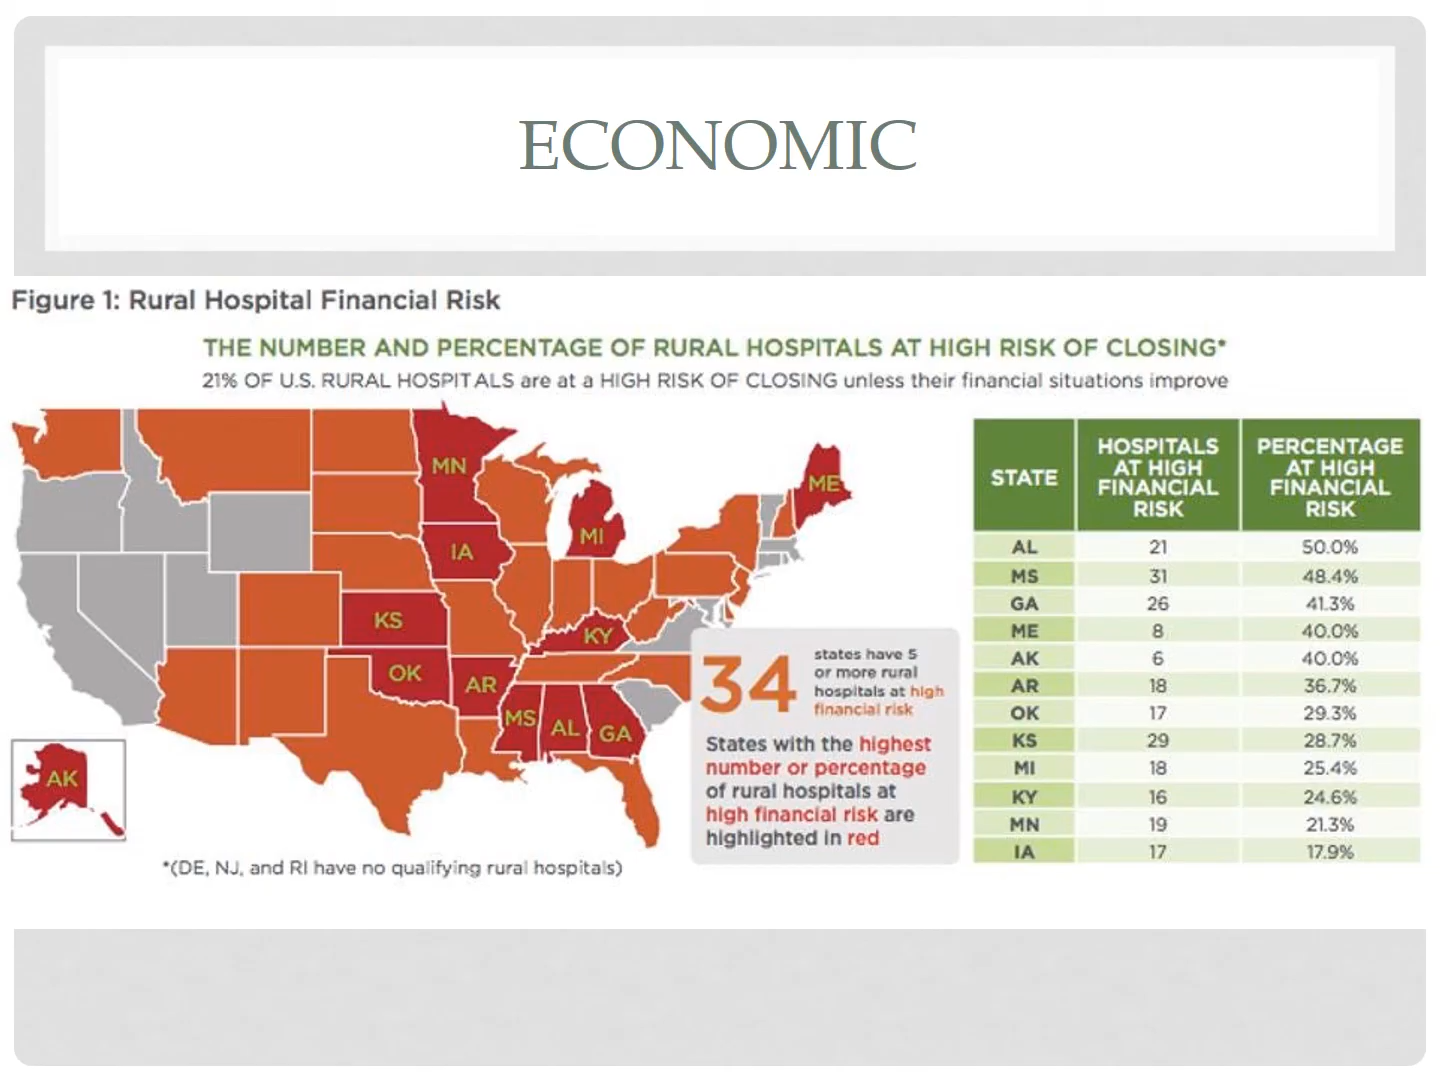 ECONOMIC
Figure 1: Rural Hospital Financial Risk
THE NUMBER AND PERCENTAGE OF RURAL HOSPITALS AT HIGH RISK OF CLOSING*
21% OF U.S. RURAL HOSPITALS are at a HIGH RISK OF CLOSING unless their financial situations improve
MN
ME
MI
IA
KS
KY
OK
AR
MS
AL
GA
AK
34
states have 5
or more rural
hospitals at high
financial risk
States with the highest
number or percentage
of rural hospitals at
high financial risk are
highlighted in red
*(DE, NJ, and RI have no qualifying rural hospitals)
STATE HOSPITALS AT HIGH FINANCIAL RISK PERCENTAGE AT HIGH FINANCIAL RISK
AL 21 50.0%
MS 31 48.4%
GA 26 41.3%
ME 8 40.0%
AK 6 40.0%
AR 18 36.7%
OK 17 29.3%
KS 29 28.7%
MI 18 25.4%
KY 16 24.6%
MN 19 21.3%
IA 17 17.9%